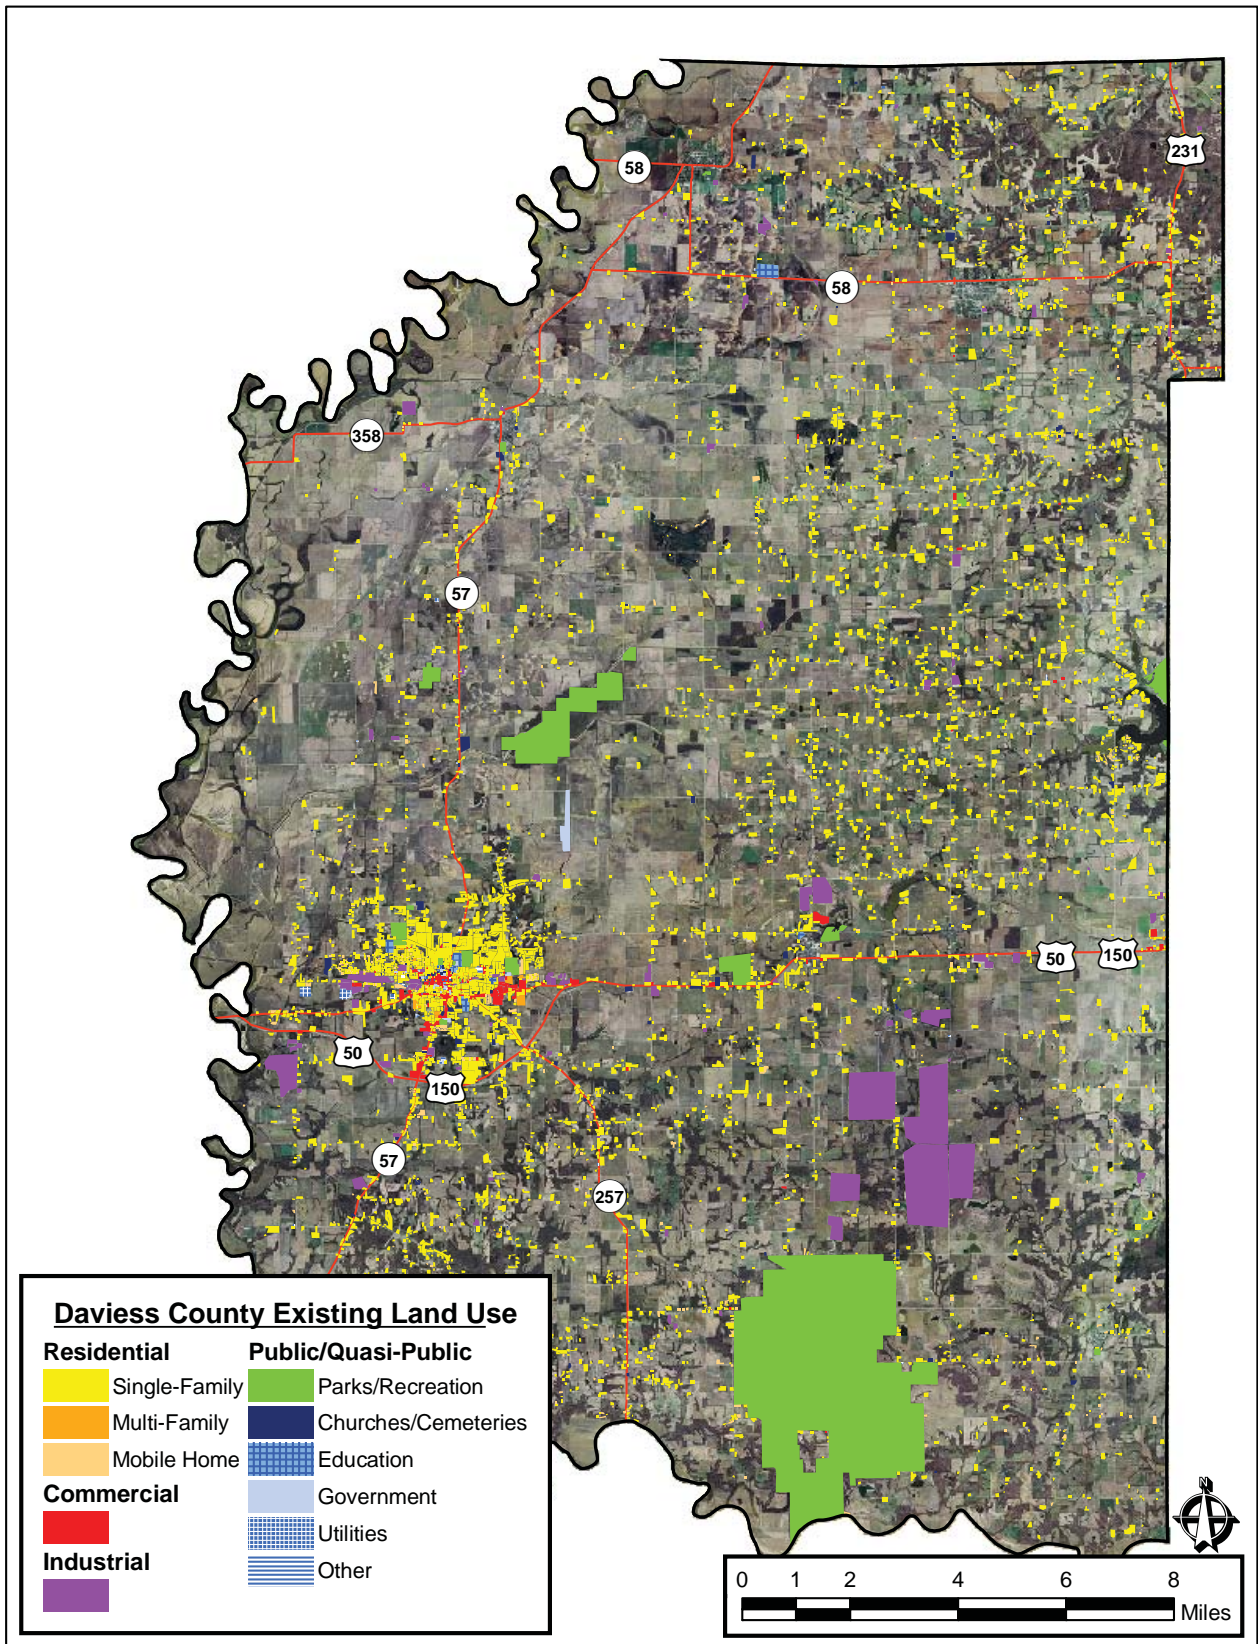 231
58
58
358
57
50
150
50
150
57
257
Daviess County Existing Land Use
Residential
Single-Family
Multi-Family
Mobile Home
Commercial
Industrial
Public/Quasi-Public
Parks/Recreation
Churches/Cemeteries
Education
Government
Utilities
Other
N
0 1 2 4 6 8
Miles